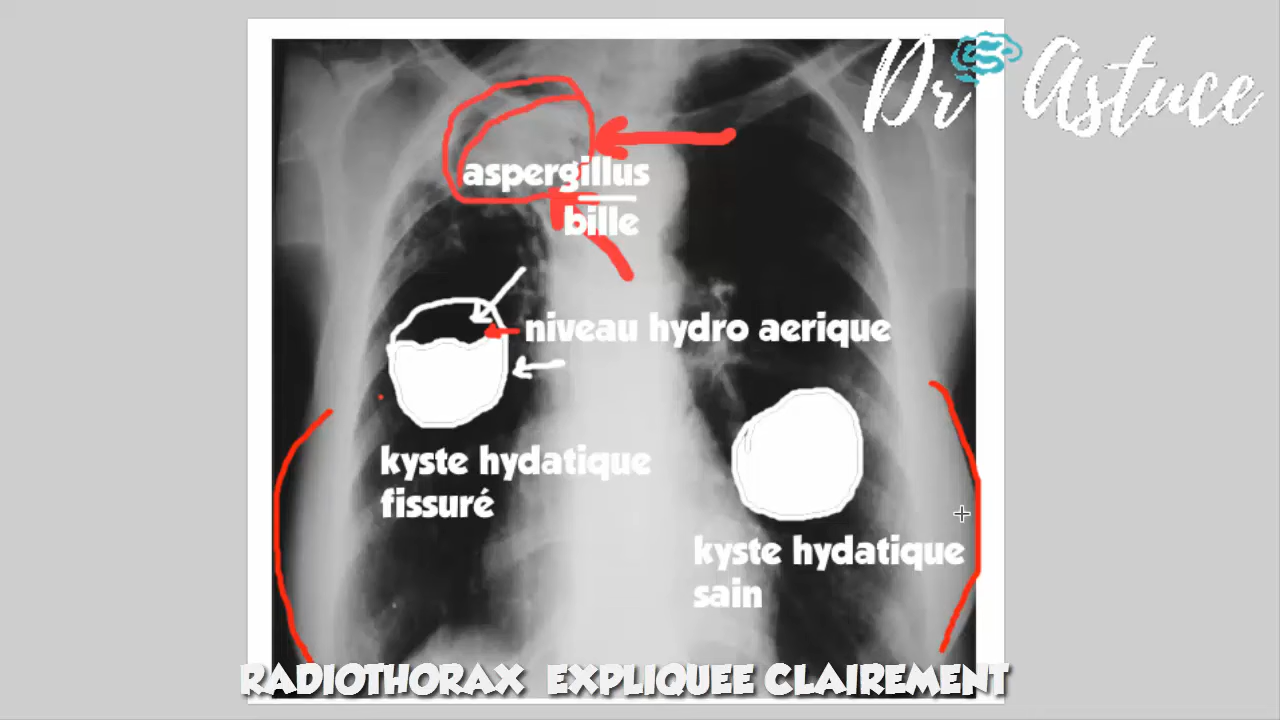 Dr Astuce
aspergillus
bille
niveau hydro aerique
kyste hydatique
fissuré
kyste hydatique
sain
RADIOTHORAX EXPLIQUEE CLAIREMENT